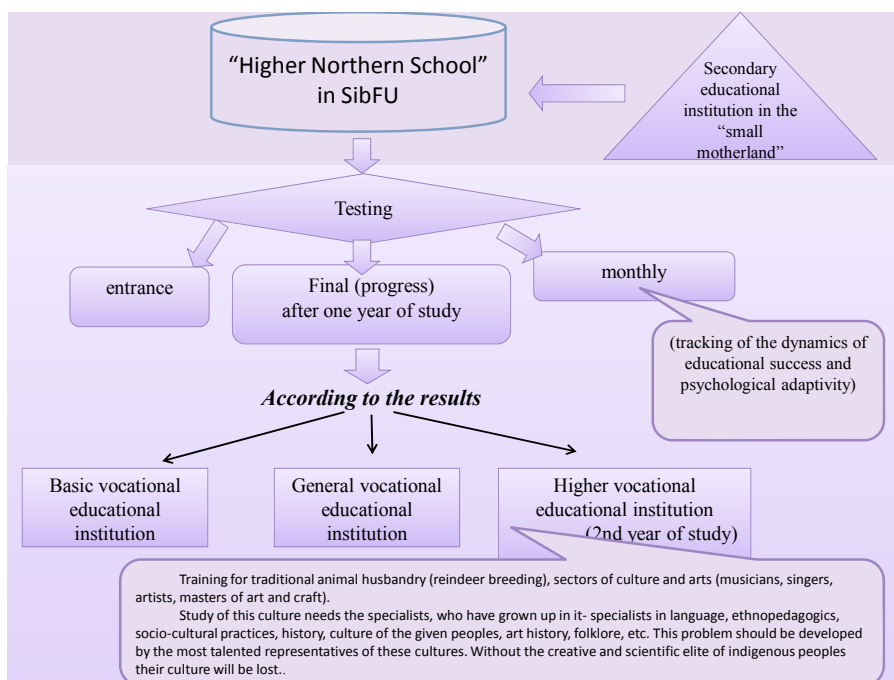 “Higher Northern School”
in SibFU
Secondary
educational
institution in the
“small
motherland”
Testing
entrance
Final (progress)
after one year of study
monthly
(tracking of the dynamics of
educational success and
psychological adaptivity)
According to the results
Basic vocational
educational
institution
General vocational
educational
institution
Higher vocational
educational institution
(2nd year of study)
Training for traditional animal husbandry (reindeer breeding), sectors of culture and arts (musicians, singers,
artists, masters of art and craft).
Study of this culture needs the specialists, who have grown up in it- specialists in language, ethnopedagogics,
socio-cultural practices, history, culture of the given peoples, art history, folklore, etc. This problem should be developed
by the most talented representatives of these cultures. Without the creative and scientific elite of indigenous peoples
their culture will be lost..